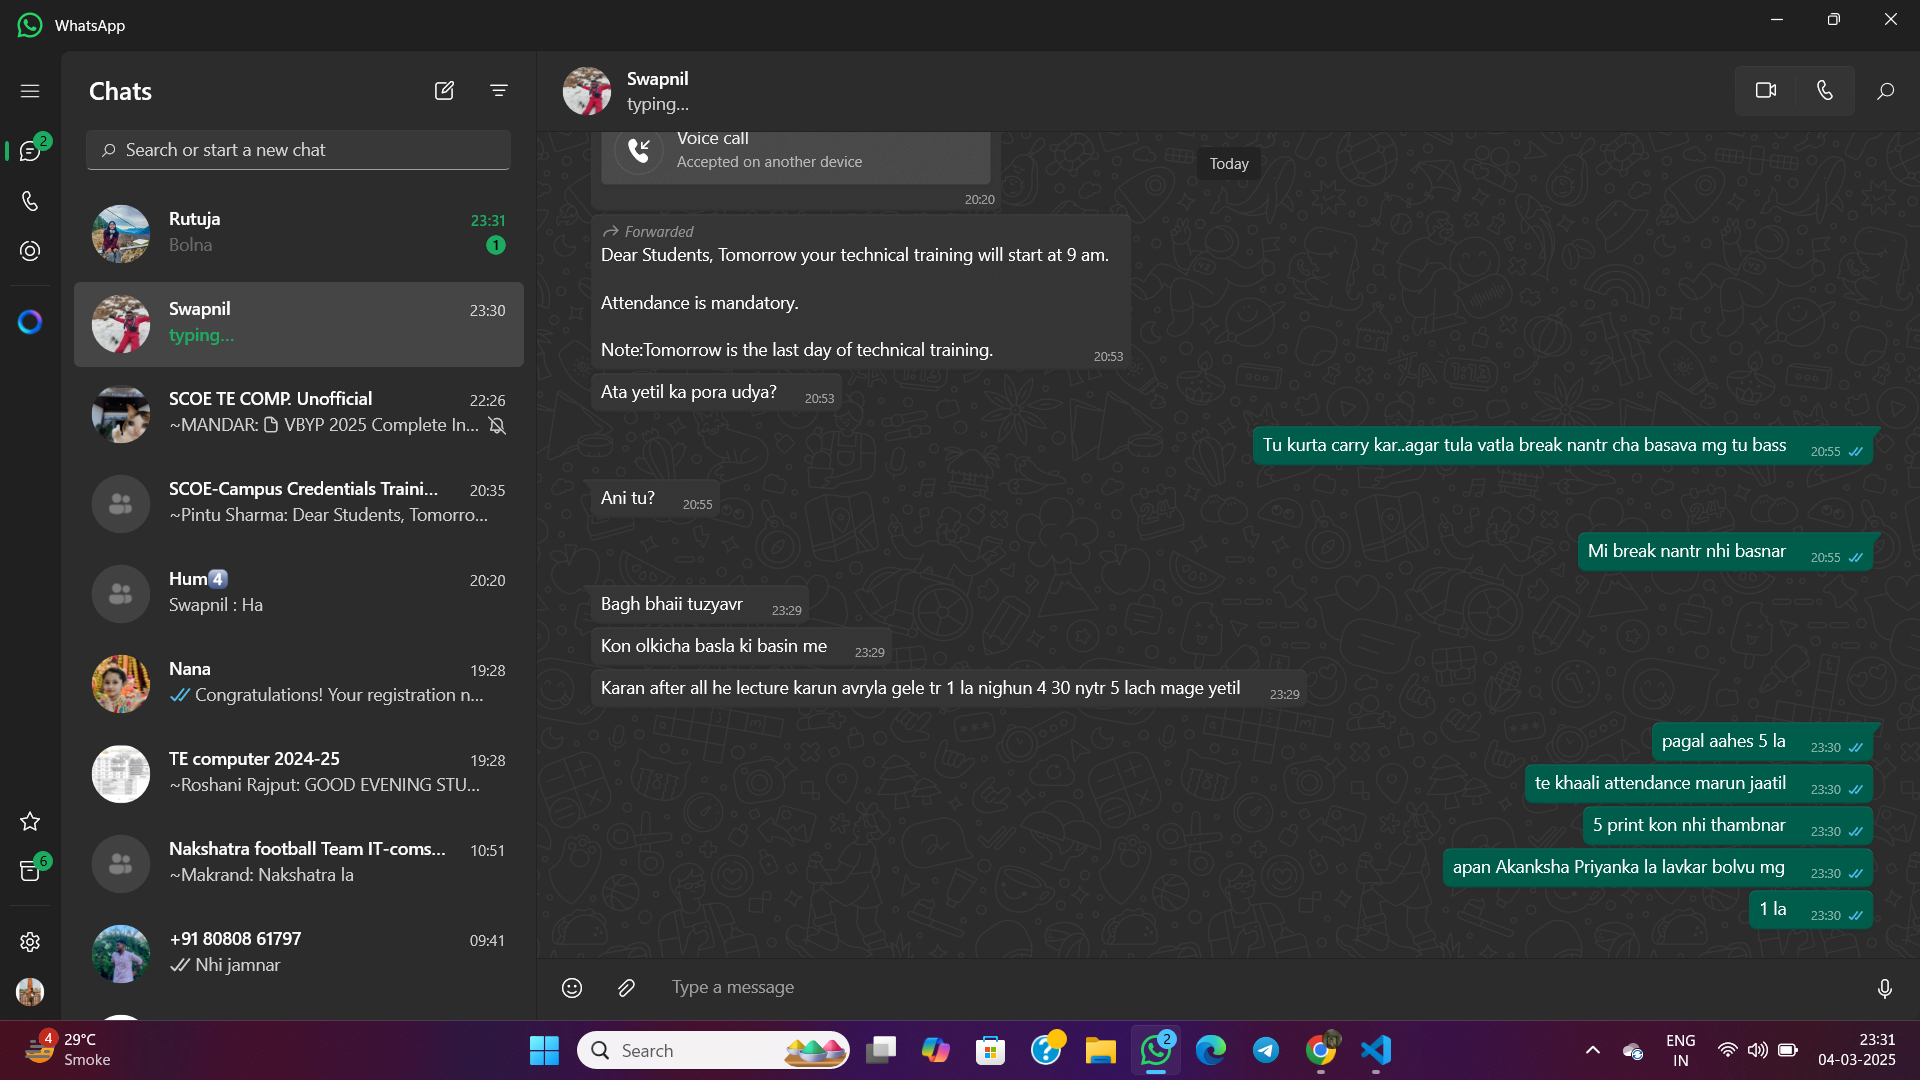 WhatsApp
Chats
Search or start a new chat
2
Rutuja 23:31
Bolna 1
Swapnil 23:30
typing...
SCOE TE COMP. Unofficial 22:26
~MANDAR: VBYP 2025 Complete In...
SCOE-Campus Credentials Traini... 20:35
~Pintu Sharma: Dear Students, Tomorro...
Hum4 20:20
Swapnil : Ha
Nana 19:28
Congratulations! Your registration n...
TE computer 2024-25 19:28
~Roshani Rajput: GOOD EVENING STU...
Nakshatra football Team IT-coms... 10:51
~Makrand: Nakshatra la
+91 80808 61797 09:41
Nhi jamnar
6
Swapnil
typing...
Today
Voice call
Accepted on another device
20:20
Forwarded
Dear Students, Tomorrow your technical training will start at 9 am.
Attendance is mandatory.
Note:Tomorrow is the last day of technical training. 20:53
Ata yetil ka pora udya? 20:53
Tu kurta carry kar..agar tula vatla break nantr cha basava mg tu bass 20:55
Ani tu? 20:55
Mi break nantr nhi basnar 20:55
Bagh bhaii tuzyavr 23:29
Kon olkicha basla ki basin me 23:29
Karan after all he lecture karun avryla gele tr 1 la nighun 4 30 nytr 5 lach mage yetil 23:29
pagal aahes 5 la 23:30
te khaali attendance marun jaatil 23:30
5 print kon nhi thambnar 23:30
apan Akanksha Priyanka la lavkar bolvu mg 23:30
1 la 23:30
Type a message
4
29°C
Smoke
Search
2
ENG
IN
23:31
04-03-2025